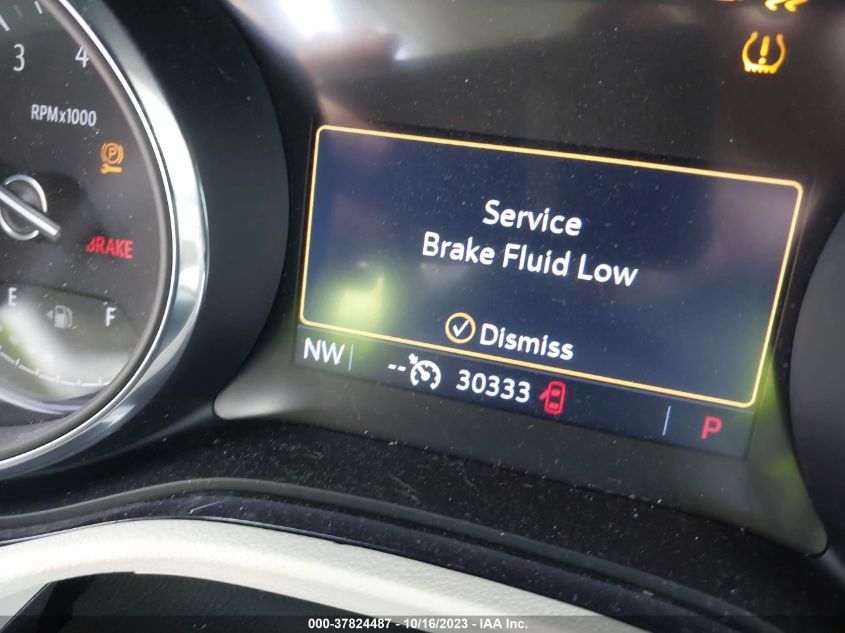 3 4
RPMx1000
P
BRAKE
E F
Service
Brake Fluid Low
Dismiss
NW -- 30333 P
000-37824487 - 10/16/2023 - IAA Inc.